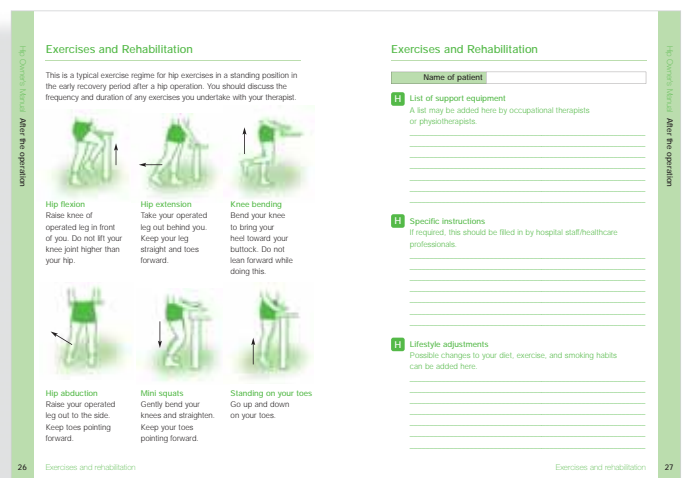 Hip Owner's Manual After the operation
Exercises and Rehabilitation
This is a typical exercise regime for hip exercises in a standing position in
the early recovery period after a hip operation. You should discuss the
frequency and duration of any exercises you undertake with your therapist.
Hip flexion
Raise knee of
operated leg in front
of you. Do not lift your
knee joint higher than
your hip.
Hip extension
Take your operated
leg out behind you.
Keep your leg
straight and toes
forward.
Knee bending
Bend your knee
to bring your
heel toward your
buttock. Do not
lean forward while
doing this.
Hip abduction
Raise your operated
leg out to the side.
Keep toes pointing
forward.
Mini squats
Gently bend your
knees and straighten.
Keep your toes
pointing forward.
Standing on your toes
Go up and down
on your toes.
26 Exercises and rehabilitation
Exercises and Rehabilitation
Name of patient
H List of support equipment
A list may be added here by occupational therapists
or physiotherapists.
H Specific instructions
If required, this should be filled in by hospital staff/healthcare
professionals.
H Lifestyle adjustments
Possible changes to your diet, exercise, and smoking habits
can be added here.
Exercises and rehabilitation 27
Hip Owner's Manual After the operation